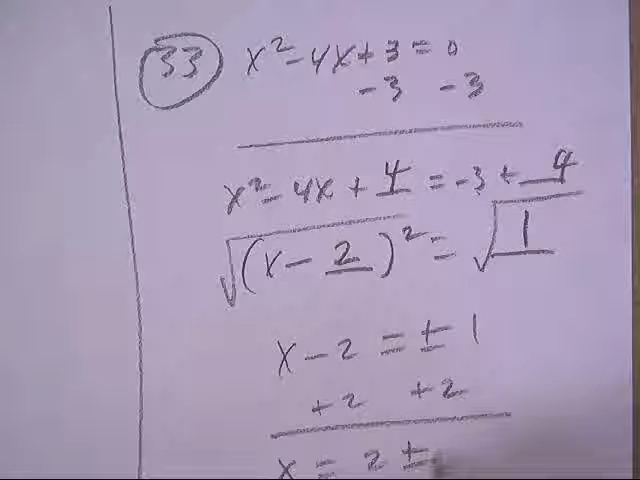 33 x² - 4x + 3 = 0
-3 -3
x² - 4x + 4 = -3 + 4
√(x - 2)² = √1
x - 2 = ± 1
+2 +2
x = 2 ±